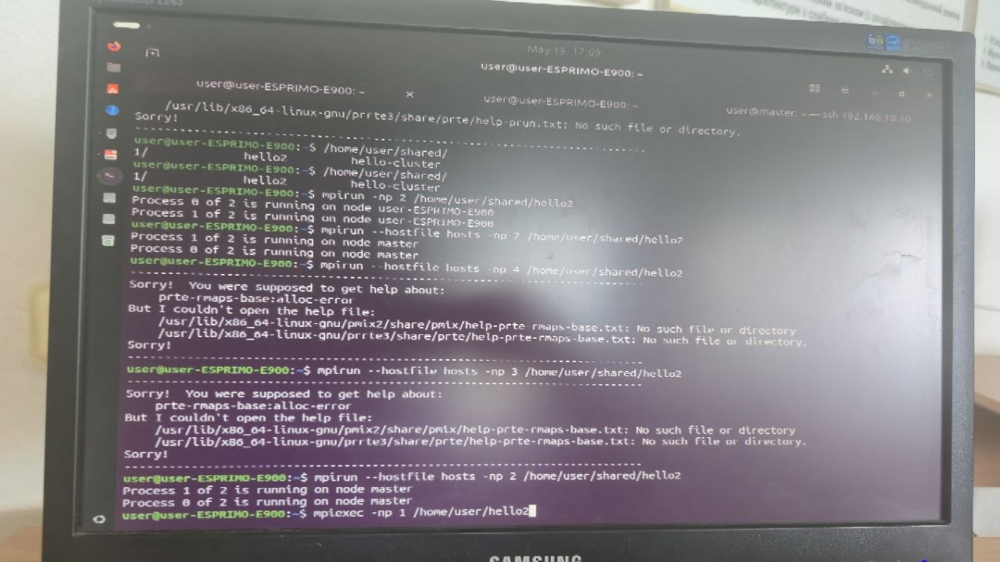 May 19 17:09
user@user-ESPRIMO-E900: ~
user@user-ESPRIMO-E900: ~
user@user-ESPRIMO-E900: ~
user@master: ~ — ssh 192.168.10.10
/usr/lib/x86_64-linux-gnu/prrte3/share/prte/help-prun.txt: No such file or directory.
Sorry!
--------------------------------------------------------------------------
user@user-ESPRIMO-E900:~$ /home/user/shared/
1/ hello2 hello-cluster
user@user-ESPRIMO-E900:~$ /home/user/shared/
1/ hello2 hello-cluster
user@user-ESPRIMO-E900:~$ mpirun -np 2 /home/user/shared/hello2
Process 0 of 2 is running on node user-ESPRIMO-E900
Process 1 of 2 is running on node user-ESPRIMO-E900
user@user-ESPRIMO-E900:~$ mpirun --hostfile hosts -np 2 /home/user/shared/hello2
Process 1 of 2 is running on node master
Process 0 of 2 is running on node master
user@user-ESPRIMO-E900:~$ mpirun --hostfile hosts -np 4 /home/user/shared/hello2
--------------------------------------------------------------------------
Sorry! You were supposed to get help about:
prte-rmaps-base:alloc-error
But I couldn't open the help file:
/usr/lib/x86_64-linux-gnu/pmix2/share/pmix/help-prte-rmaps-base.txt: No such file or directory
/usr/lib/x86_64-linux-gnu/prrte3/share/prte/help-prte-rmaps-base.txt: No such file or directory.
Sorry!
--------------------------------------------------------------------------
user@user-ESPRIMO-E900:~$ mpirun --hostfile hosts -np 3 /home/user/shared/hello2
--------------------------------------------------------------------------
Sorry! You were supposed to get help about:
prte-rmaps-base:alloc-error
But I couldn't open the help file:
/usr/lib/x86_64-linux-gnu/pmix2/share/pmix/help-prte-rmaps-base.txt: No such file or directory
/usr/lib/x86_64-linux-gnu/prrte3/share/prte/help-prte-rmaps-base.txt: No such file or directory.
Sorry!
--------------------------------------------------------------------------
user@user-ESPRIMO-E900:~$ mpirun --hostfile hosts -np 2 /home/user/shared/hello2
Process 1 of 2 is running on node master
Process 0 of 2 is running on node master
user@user-ESPRIMO-E900:~$ mpiexec -np 1 /home/user/hello2
SAMSUNG